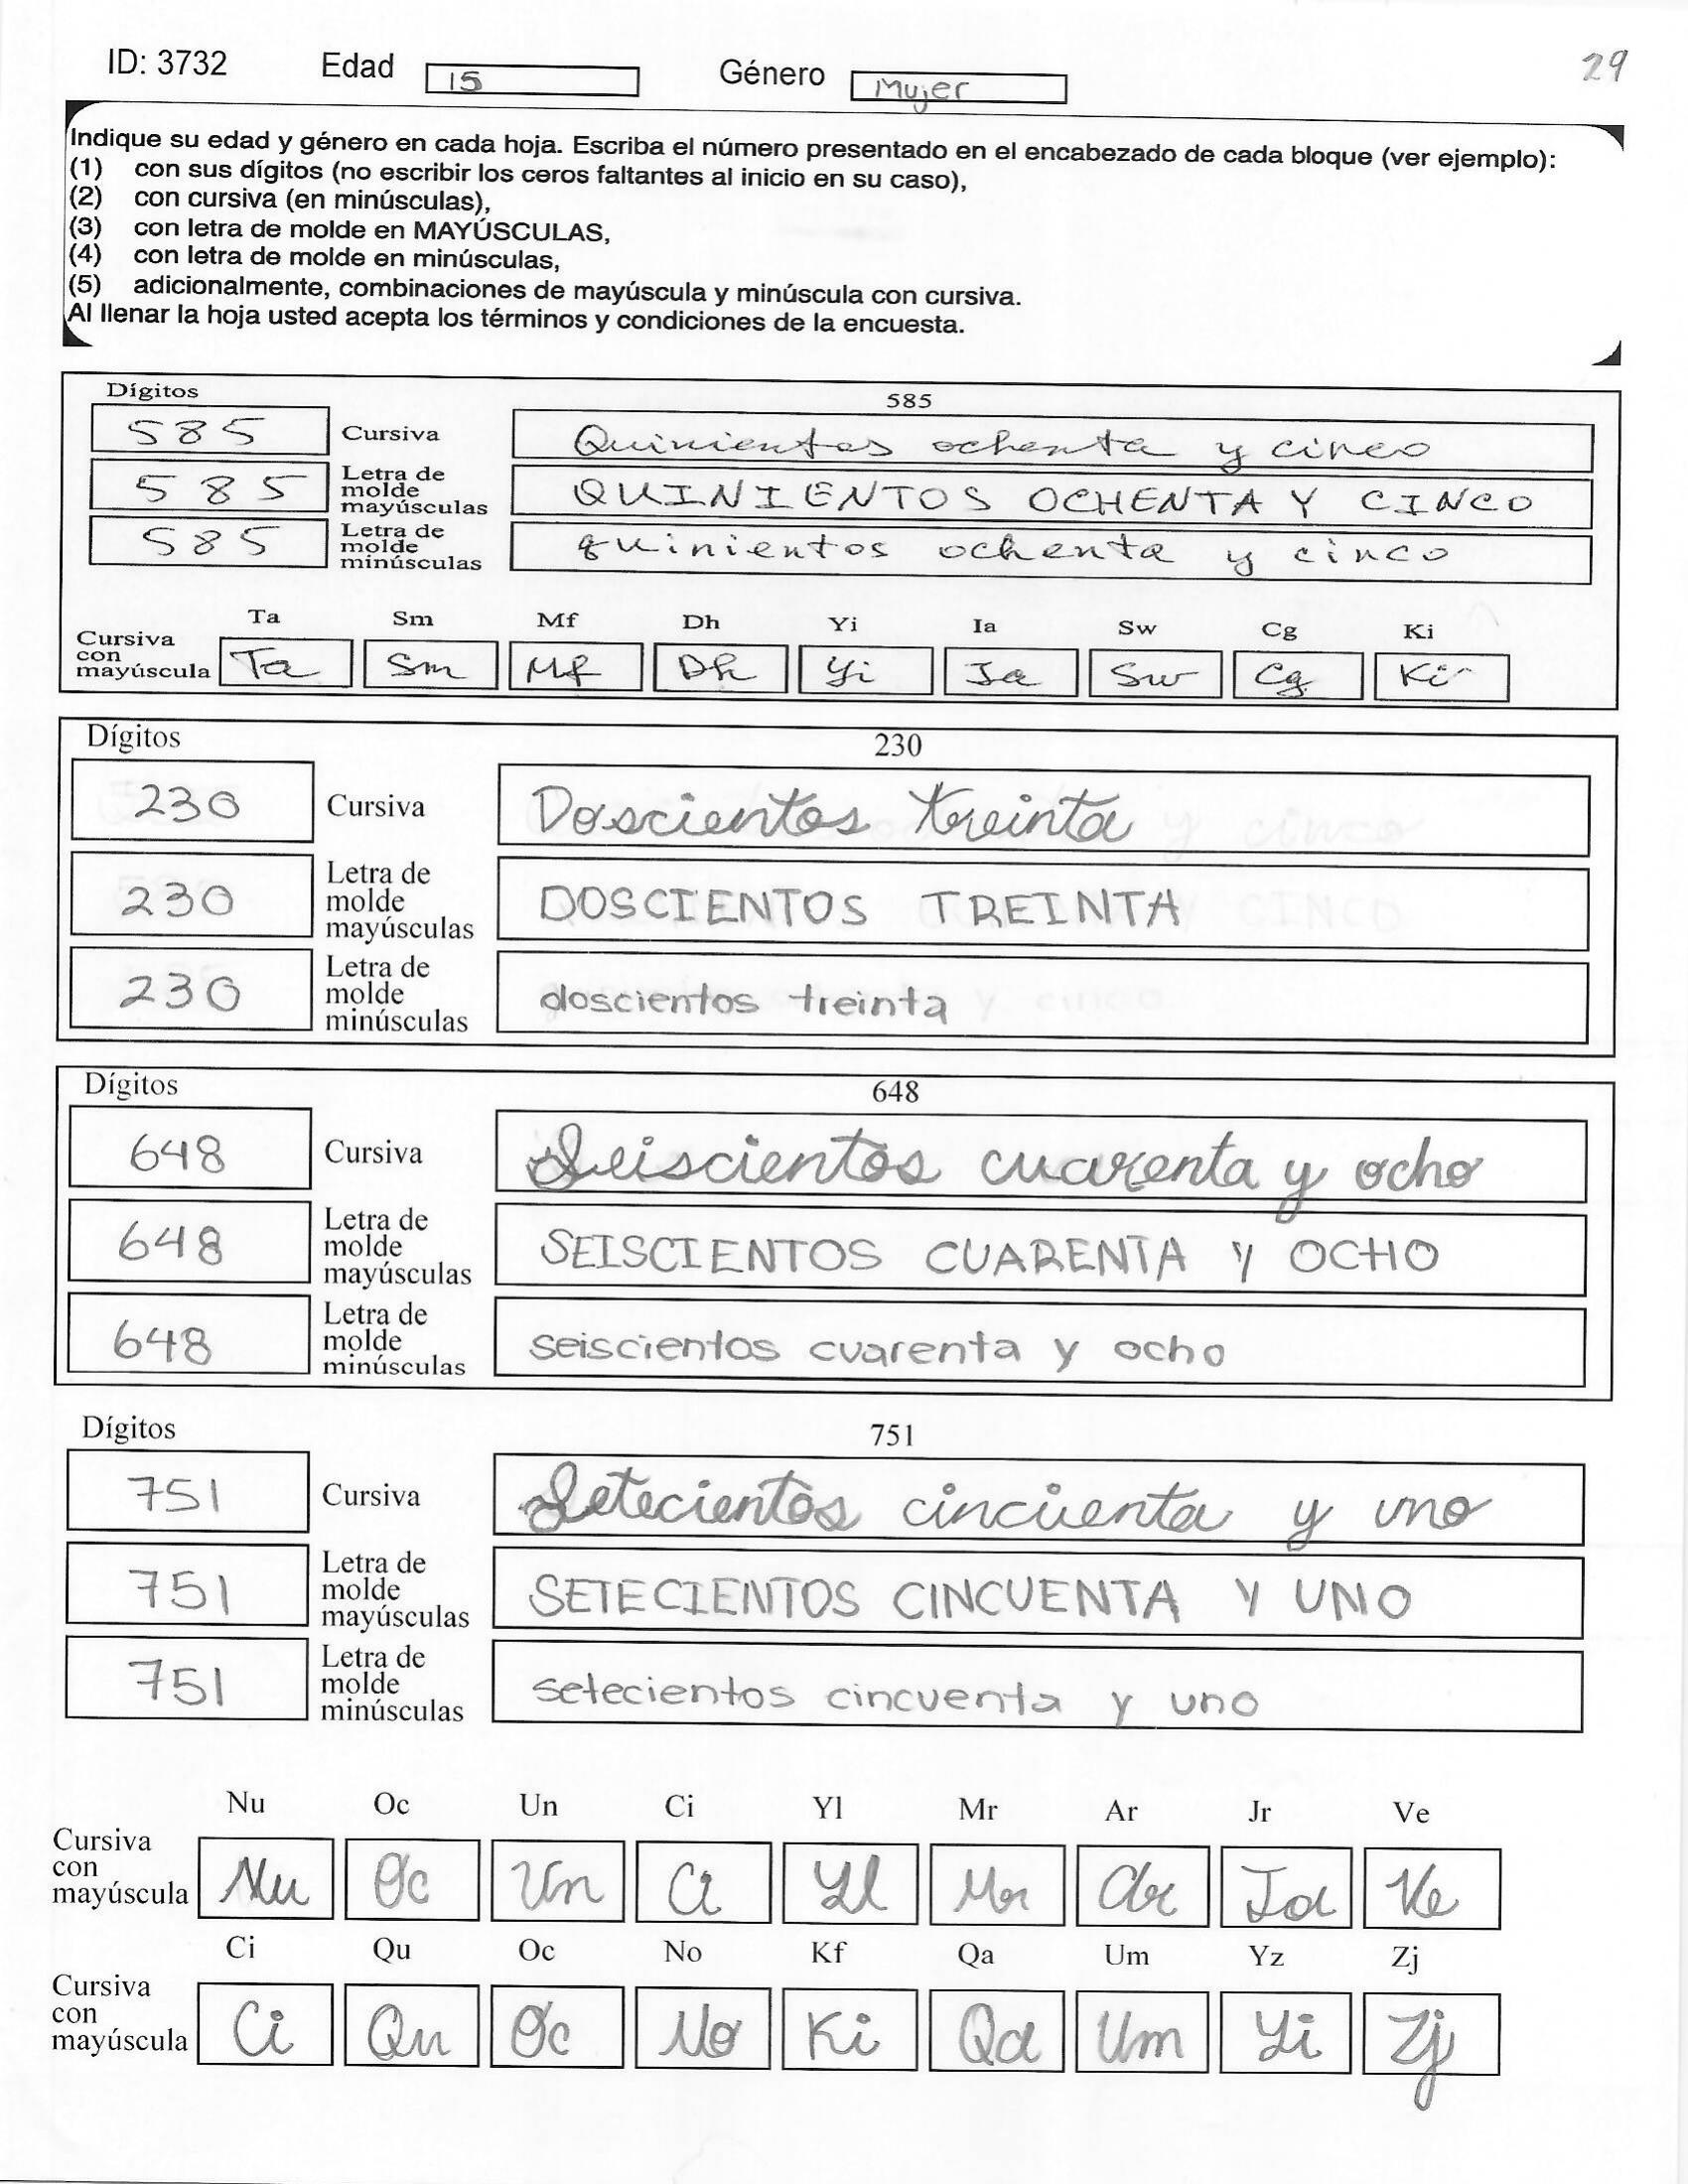 ID: 3732 Edad 15 Género Mujer 29
Indique su edad y género en cada hoja. Escriba el número presentado en el encabezado de cada bloque (ver ejemplo):
(1) con sus dígitos (no escribir los ceros faltantes al inicio en su caso),
(2) con cursiva (en minúsculas),
(3) con letra de molde en MAYÚSCULAS,
(4) con letra de molde en minúsculas,
(5) adicionalmente, combinaciones de mayúscula y minúscula con cursiva.
Al llenar la hoja usted acepta los términos y condiciones de la encuesta.
Dígitos 585
585 Cursiva Quinientos ochenta y cinco
585 Letra de molde mayúsculas QUINIENTOS OCHENTA Y CINCO
585 Letra de molde minúsculas quinientos ochenta y cinco
Ta Sm Mf Dh Yi Ia Sw Cg Ki
Cursiva con mayúscula Ta Sm Mf Dh Yi Ia Sw Cg Ki
Dígitos 230
230 Cursiva Doscientos treinta
230 Letra de molde mayúsculas DOSCIENTOS TREINTA
230 Letra de molde minúsculas doscientos treinta
Dígitos 648
648 Cursiva Seiscientos cuarenta y ocho
648 Letra de molde mayúsculas SEISCIENTOS CUARENTA Y OCHO
648 Letra de molde minúsculas seiscientos cuarenta y ocho
Dígitos 751
751 Cursiva Setecientos cincuenta y uno
751 Letra de molde mayúsculas SETECIENTOS CINCUENTA Y UNO
751 Letra de molde minúsculas setecientos cincuenta y uno
Nu Oc Un Ci Yl Mr Ar Jr Ve
Cursiva con mayúscula Nu Oc Un Ci Yl Mr Ar Ja Ve
Ci Qu Oc No Kf Qa Um Yz Zj
Cursiva con mayúscula Ci Qu Oc No Ki Qa Um Yi Zj